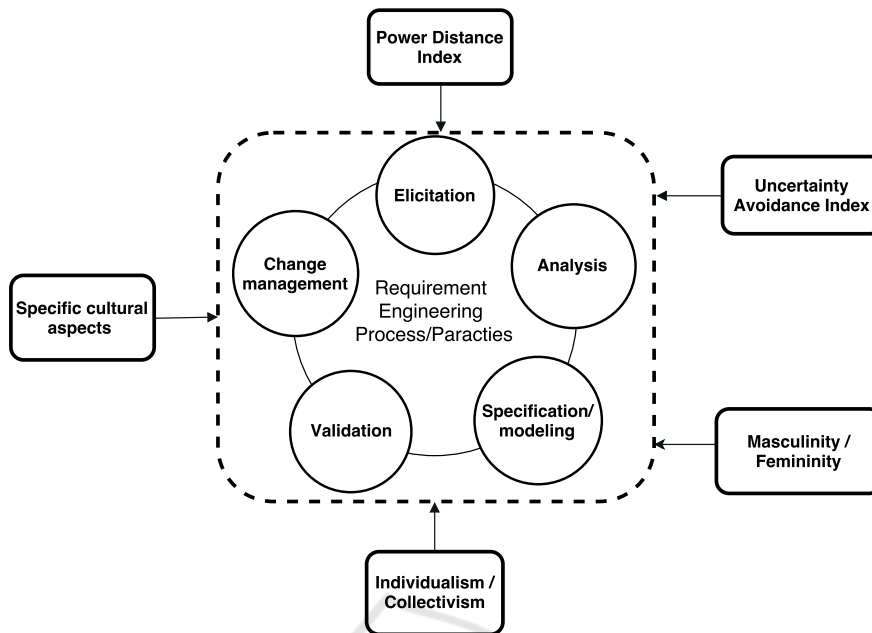 Power Distance
Index
Elicitation
Uncertainty
Avoidance Index
Change
management
Analysis
Requirement
Engineering
Process/Paracties
Specific cultural
aspects
Validation
Specification/
modeling
Masculinity /
Femininity
Individualism /
Collectivism